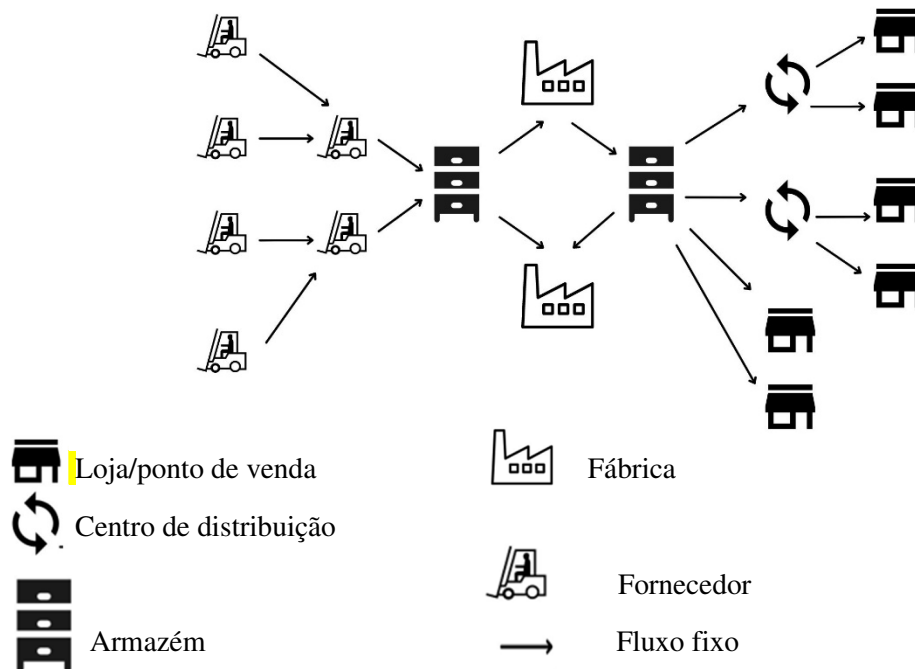 Loja/ponto de venda
Fábrica
Centro de distribuição
Fornecedor
Armazém
Fluxo fixo